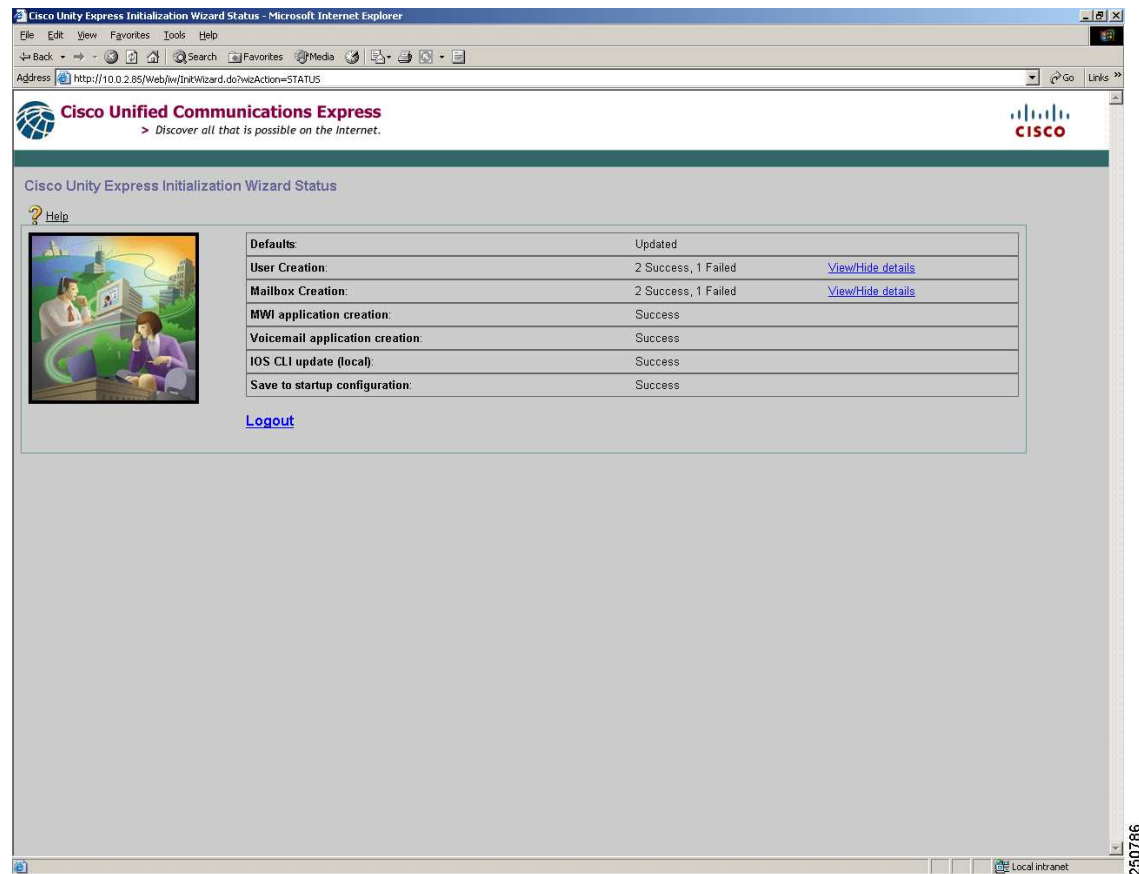 Cisco Unity Express Initialization Wizard Status - Microsoft Internet Explorer
File Edit View Favorites Tools Help
Back Search Favorites Media
Address http://10.0.2.85/Web/iw/InitWizard.do?wizAction=STATUS Go Links »
Cisco Unified Communications Express
> Discover all that is possible on the Internet.
CISCO
Cisco Unity Express Initialization Wizard Status
Help
Defaults: Updated
User Creation: 2 Success, 1 Failed View/Hide details
Mailbox Creation: 2 Success, 1 Failed View/Hide details
MWI application creation: Success
Voicemail application creation: Success
IOS CLI update (local): Success
Save to startup configuration: Success
Logout
Local intranet
250786